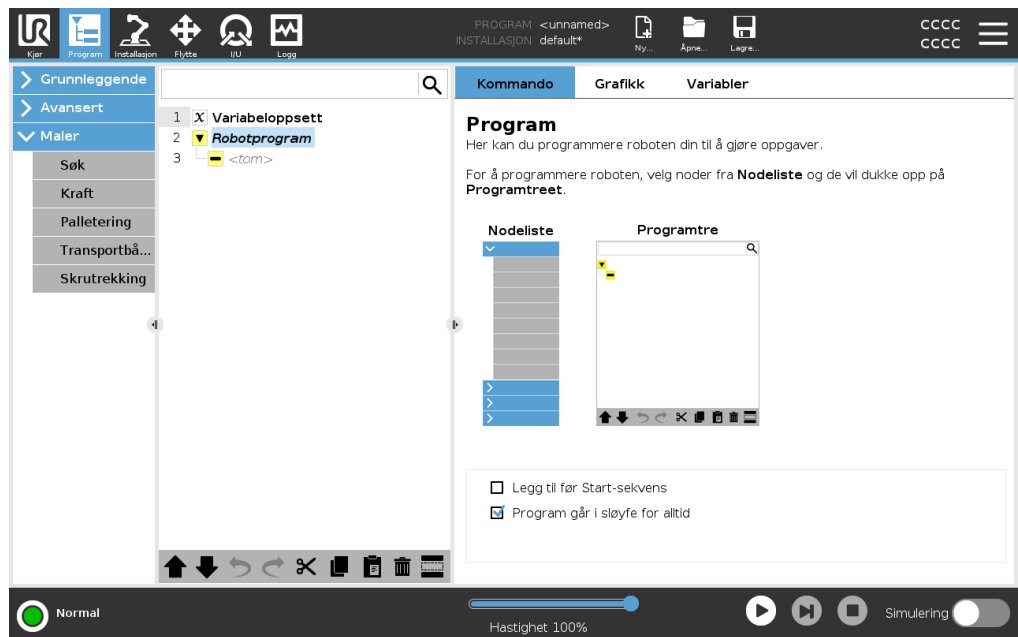 PROGRAM <unnamed>
INSTALLASJON default*
UR
Kjør
Program
Installasjon
Flytte
I/U
Logg
Ny...
Åpne...
Lagre...
CCCC
CCCC
Grunnleggende
Avansert
Maler
Søk
Kraft
Palletering
Transportbå...
Skrutrekking
1 X Variabeloppsett
2 Robotprogram
3 <tom>
Kommando
Grafikk
Variabler
Program
Her kan du programmere roboten din til å gjøre oppgaver.
For å programmere roboten, velg noder fra Nodeliste og de vil dukke opp på
Programtreet.
Nodeliste
Programtre
Legg til før Start-sekvens
Program går i sløyfe for alltid
Normal
Hastighet 100%
Simulering